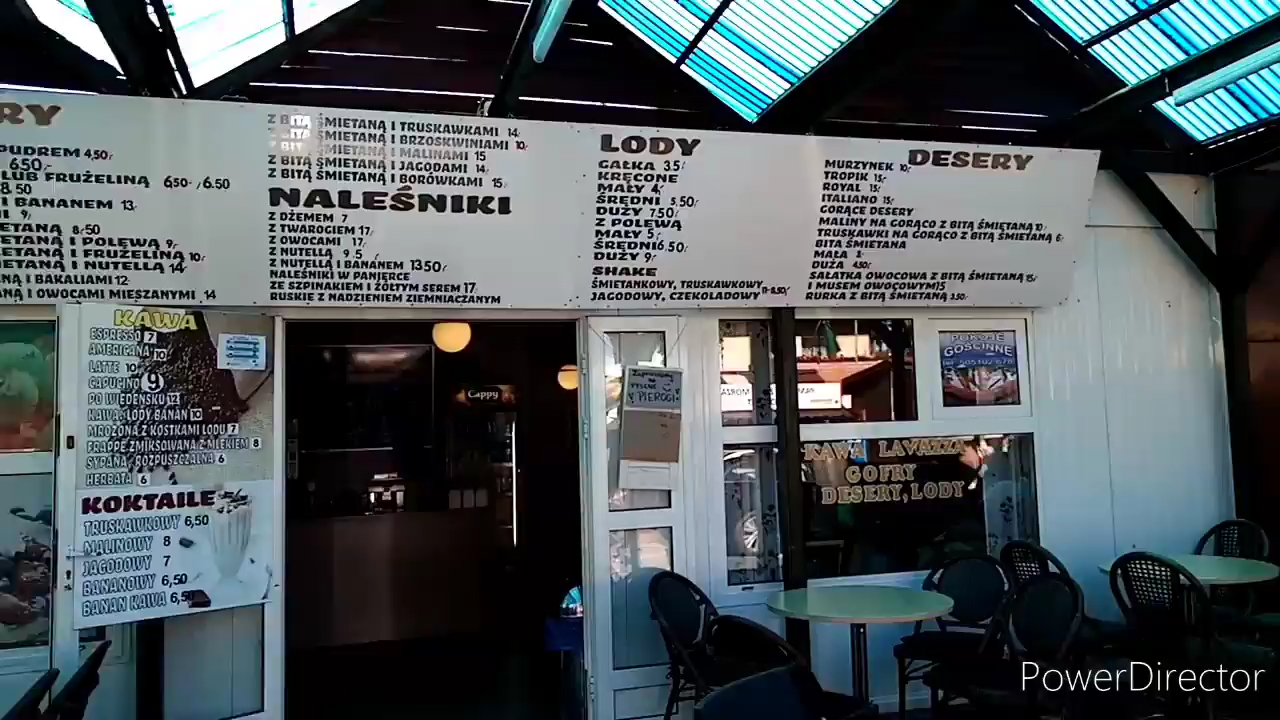 RY
PUDREM 4,50,-
6,50,-
LUB FRUŻELINĄ 6,50-,/6.50
8.50
I BANANEM 13,-
I 9,-
ETANĄ 8,50
ETANĄ I POLEWĄ 9,-
ETANĄ I FRUŻELINĄ 10,-
ETANĄ I NUTELLĄ 14,-
NĄ I BAKALIAMI 12,-
NĄ I OWOCAMI MIESZANYMI 14
Z BITĄ ŚMIETANĄ I TRUSKAWKAMI 14,-
Z BITĄ ŚMIETANĄ I BRZOSKWINIAMI 10,-
Z BITĄ ŚMIETANĄ I MALINAMI 15
Z BITĄ ŚMIETANĄ I JAGODAMI 14,-
Z BITĄ ŚMIETANĄ I BORÓWKAMI 15,-
NALEŚNIKI
Z DŻEMEM 7
Z TWAROGIEM 17,-
Z OWOCAMI 17,-
Z NUTELLĄ 9.5
Z NUTELLĄ I BANANEM 1350,-
NALEŚNIKI W PANIERCE
ZE SZPINAKIEM I ŻÓŁTYM SEREM 17,-
RUSKIE Z NADZIENIEM ZIEMNIACZANYM
LODY
GAŁKA 3.5,-
KRĘCONE
MAŁY 4,-
ŚREDNI 5,50,-
DUŻY 7.50,-
Z POLEWĄ
MAŁY 5,-
ŚREDNI 6.50,-
DUŻY 9,-
SHAKE
ŚMIETANKOWY, TRUSKAWKOWY
JAGODOWY, CZEKOLADOWY
DESERY
MURZYNEK 10,-
TROPIK 15,-
ROYAL 15,-
ITALIANO 15,-
GORĄCE DESERY
MALINY NA GORĄCO Z BITĄ ŚMIETANĄ 10,-
TRUSKAWKI NA GORĄCO Z BITĄ ŚMIETANĄ 6,-
BITA ŚMIETANA
MAŁA 3,-
DUŻA 4.50,-
SAŁATKA OWOCOWA Z BITĄ ŚMIETANĄ 15,-
I MUSEM OWOCOWYM 15
RURKA Z BITĄ ŚMIETANĄ 3.50,-
KAWA
ESPRESSO 7
AMERICANA 10
LATTE 10
CAPUCINO 9
PO WIEDEŃSKU 12
KAWA, LODY BANAN 10
MROŻONA Z KOSTKAMI LODU 7
FRAPPE ZMIKSOWANA Z MLEKIEM 8
SYPANA, ROZPUSZCZALNA 6
HERBATA 6
KOKTAILE
TRUSKAWKOWY 6,50
MALINOWY 8
JAGODOWY 7
BANANOWY 6,50
BANAN KAWA 6,50
Cappy
Zapraszamy
na
PYSZNE
PIEROGI
POKOJE
GOŚCINNE
KAWA LAVAZZA
GOFRY
DESERY, LODY
PowerDirector